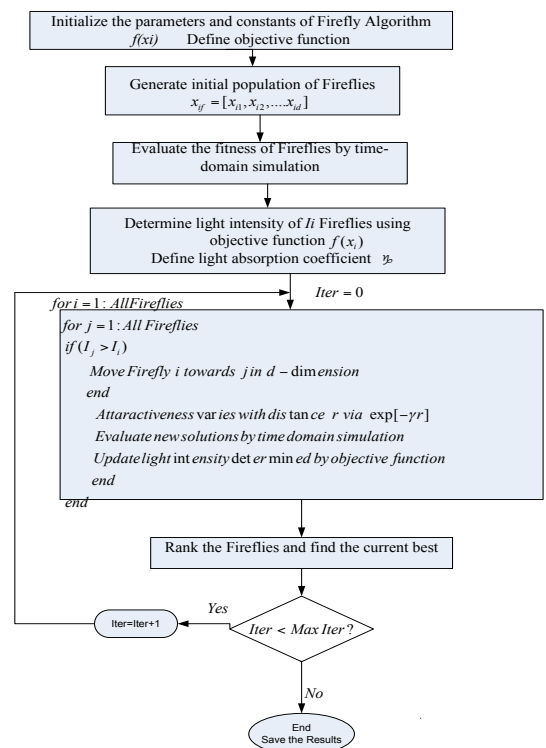 Initialize the parameters and constants of Firefly Algorithm
f(xi) Define objective function
Generate initial population of Fireflies
x_if = [x_i1, x_i2, ....x_id]
Evaluate the fitness of Fireflies by time-
domain simulation
Determine light intensity of Ii Fireflies using
objective function f(x_i)
Define light absorption coefficient ♑
Iter = 0
for i = 1: AllFireflies
for j = 1: All Fireflies
if (I_j > I_i)
Move Firefly i towards j in d – dimension
end
Attaractiveness varies with distance r via exp[-γr]
Evaluate new solutions by time domain simulation
Update light intensity determined by objective function
end
end
Rank the Fireflies and find the current best
Yes
Iter=Iter+1
Iter < Max Iter ?
No
End
Save the Results